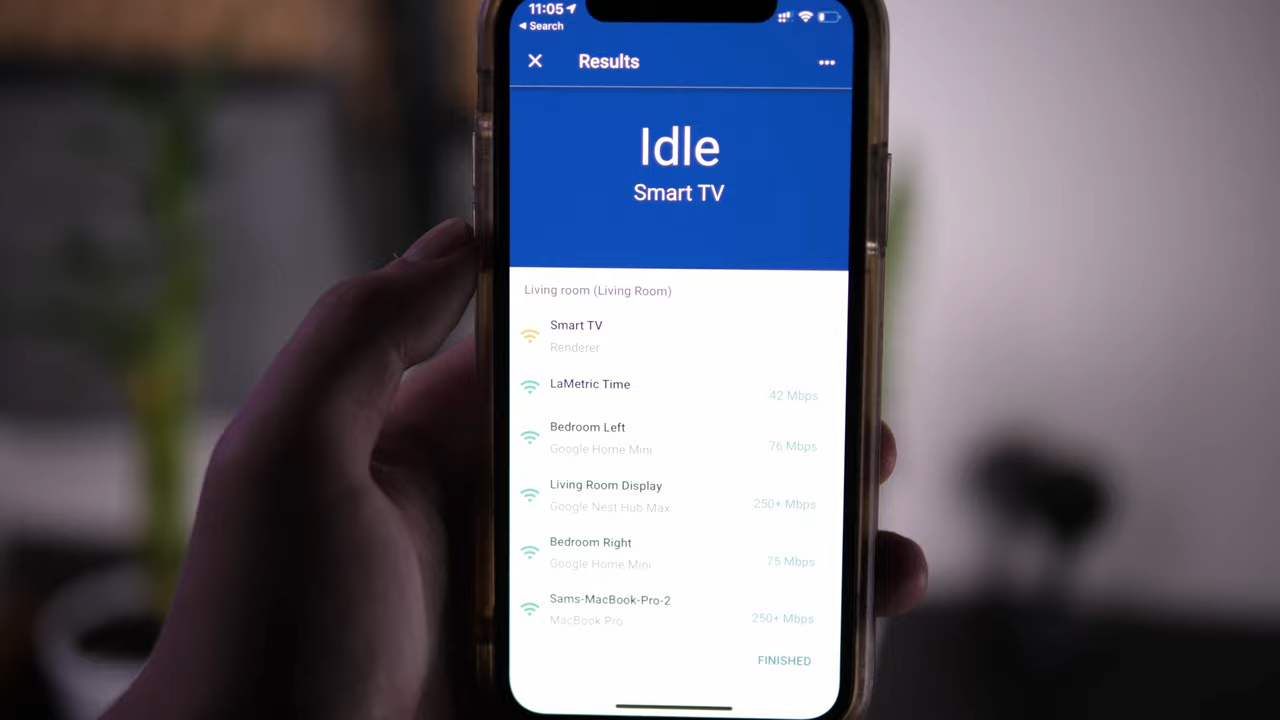 11:05
◀ Search
Results
Idle
Smart TV
Living room (Living Room)
Smart TV
Renderer
LaMetric Time
42 Mbps
Bedroom Left
Google Home Mini
76 Mbps
Living Room Display
Google Nest Hub Max
250+ Mbps
Bedroom Right
Google Home Mini
75 Mbps
Sams-MacBook-Pro-2
MacBook Pro
250+ Mbps
FINISHED